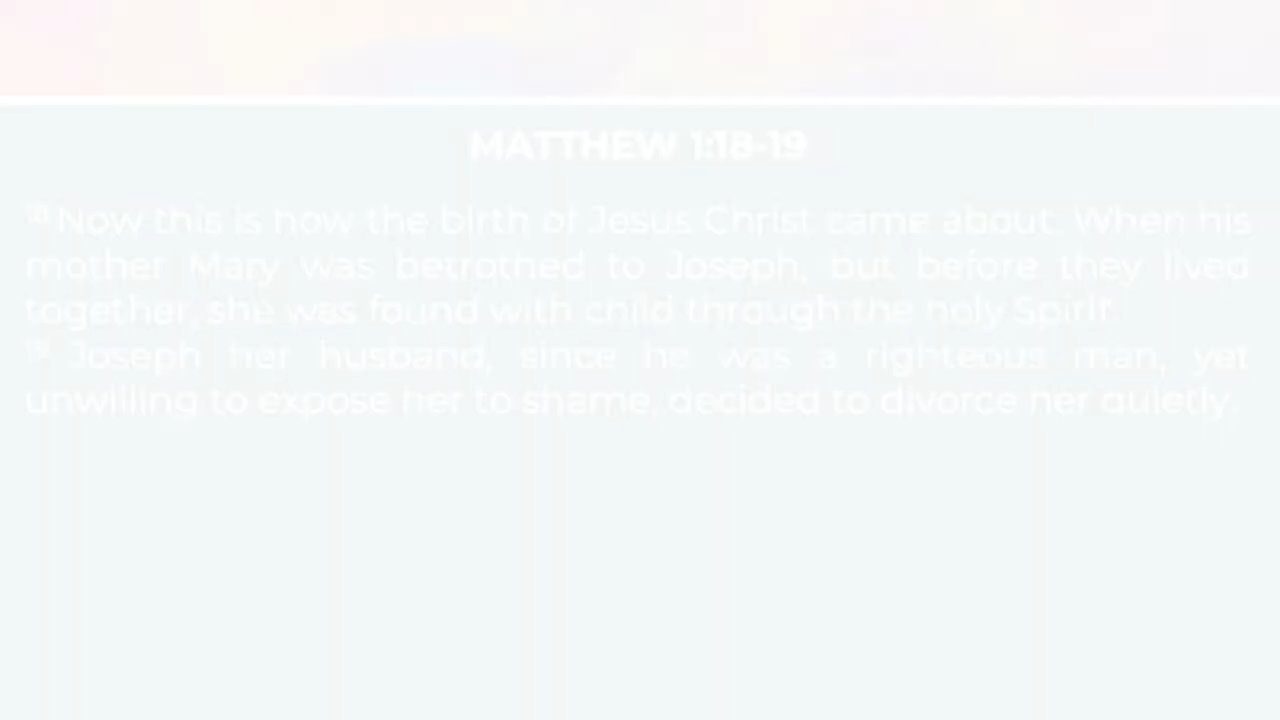 MATTHEW 1:18-19
18 Now this is how the birth of Jesus Christ came about. When his
mother Mary was betrothed to Joseph, but before they lived
together, she was found with child through the holy Spirit.
19 Joseph her husband, since he was a righteous man, yet
unwilling to expose her to shame, decided to divorce her quietly.